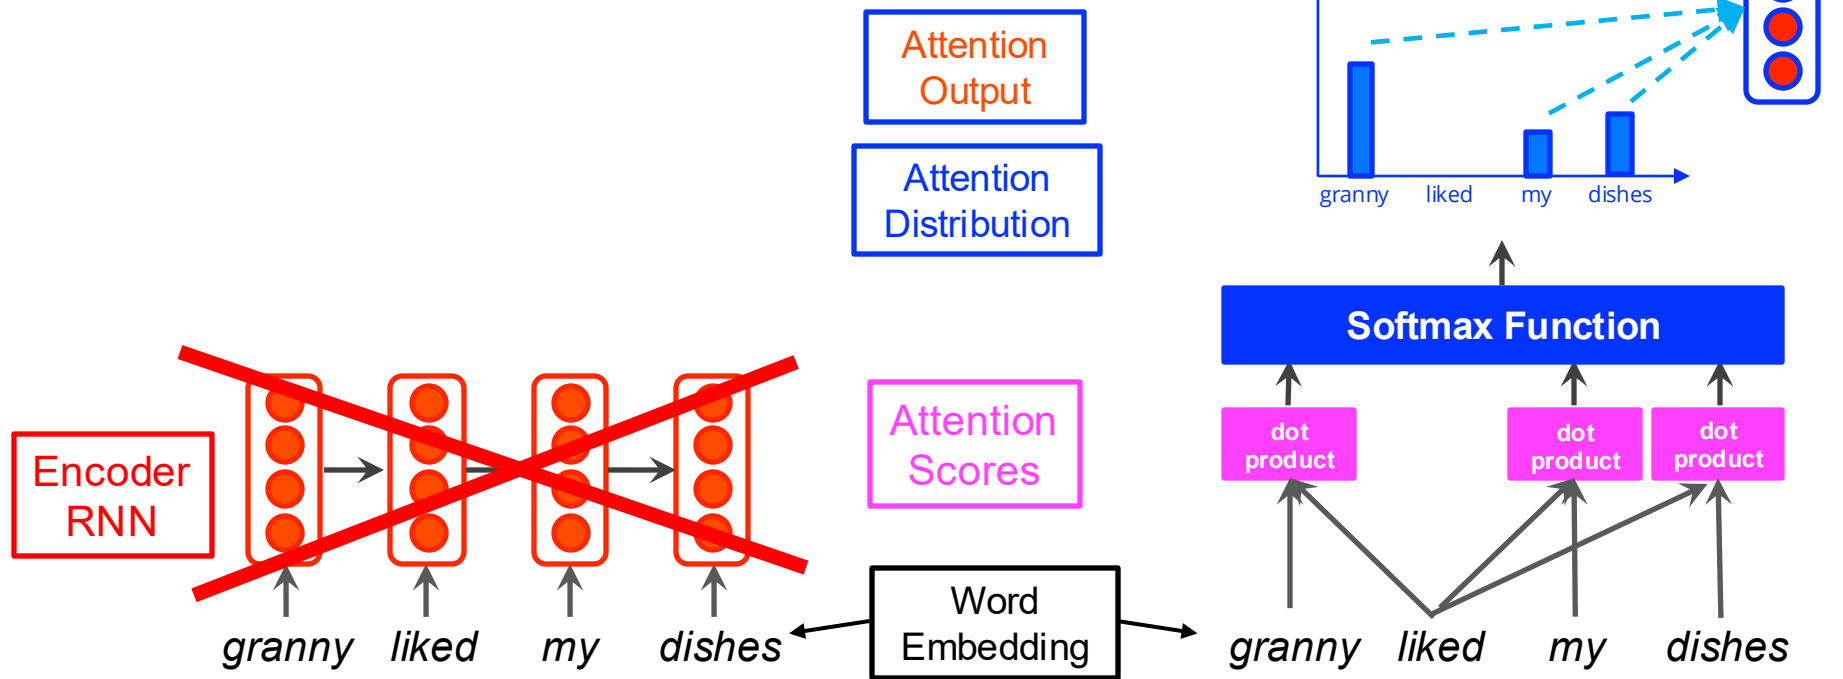 Attention
Output
Attention
Distribution
granny liked my dishes
Softmax Function
Attention
Scores
dot
product
dot
product
dot
product
Encoder
RNN
Word
Embedding
granny liked my dishes
granny liked my dishes